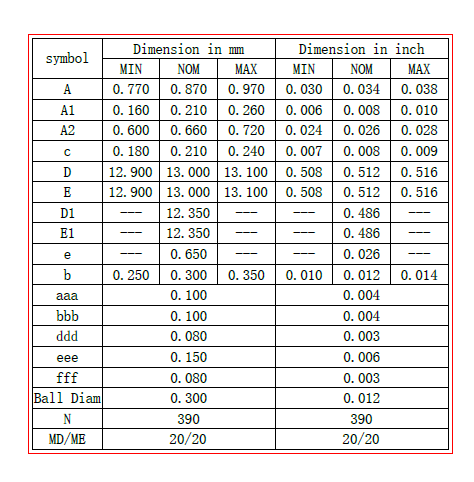 symbol Dimension in mm Dimension in inch
MIN NOM MAX MIN NOM MAX
A 0.770 0.870 0.970 0.030 0.034 0.038
A1 0.160 0.210 0.260 0.006 0.008 0.010
A2 0.600 0.660 0.720 0.024 0.026 0.028
c 0.180 0.210 0.240 0.007 0.008 0.009
D 12.900 13.000 13.100 0.508 0.512 0.516
E 12.900 13.000 13.100 0.508 0.512 0.516
D1 --- 12.350 --- --- 0.486 ---
E1 --- 12.350 --- --- 0.486 ---
e --- 0.650 --- --- 0.026 ---
b 0.250 0.300 0.350 0.010 0.012 0.014
aaa 0.100 0.004
bbb 0.100 0.004
ddd 0.080 0.003
eee 0.150 0.006
fff 0.080 0.003
Ball Diam 0.300 0.012
N 390 390
MD/ME 20/20 20/20